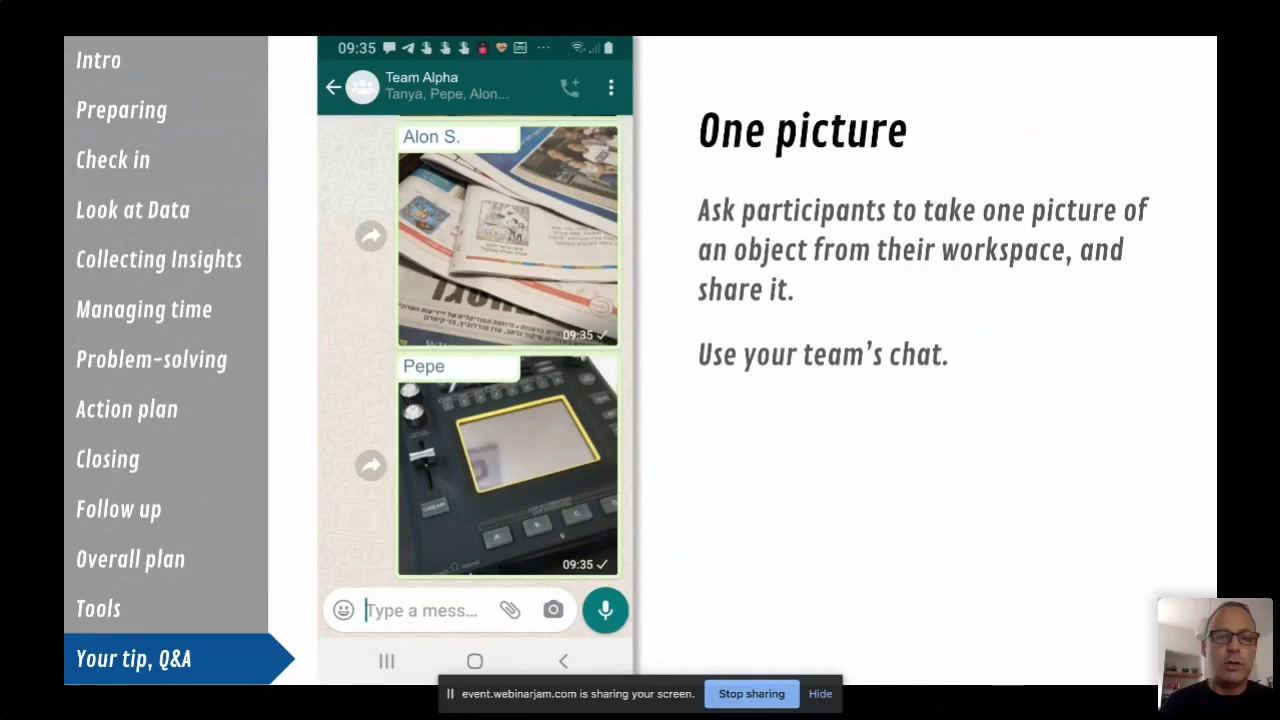 Intro
Preparing
Check in
Look at Data
Collecting Insights
Managing time
Problem-solving
Action plan
Closing
Follow up
Overall plan
Tools
Your tip, Q&A
09:35
Team Alpha
Tanya, Pepe, Alon...
Alon S.
09:35
Pepe
A
B
C
09:35
Type a mess...
One picture
Ask participants to take one picture of
an object from their workspace, and
share it.
Use your team's chat.
event.webinarjam.com is sharing your screen.
Stop sharing
Hide